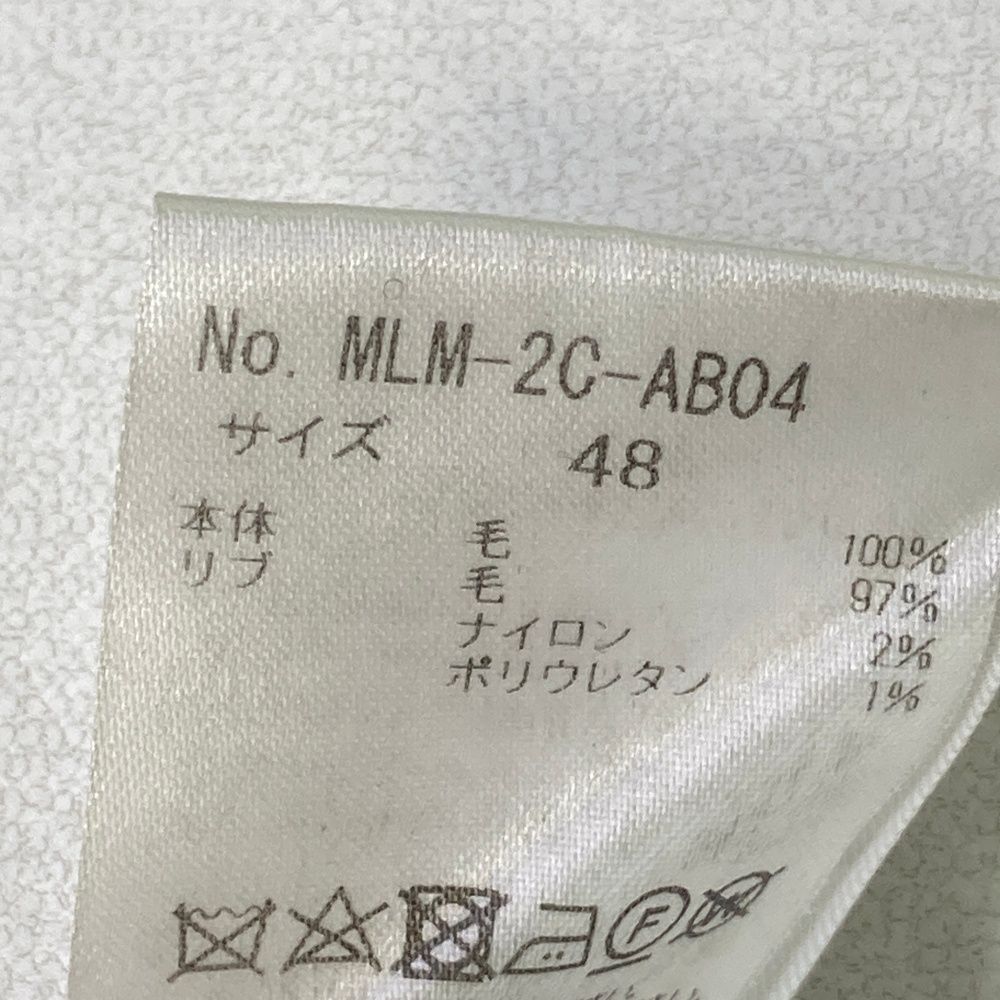 No. MLM-2C-AB04
サイズ 48
本体 毛 100%
リブ 毛 97%
ナイロン 2%
ポリウレタン 1%
F